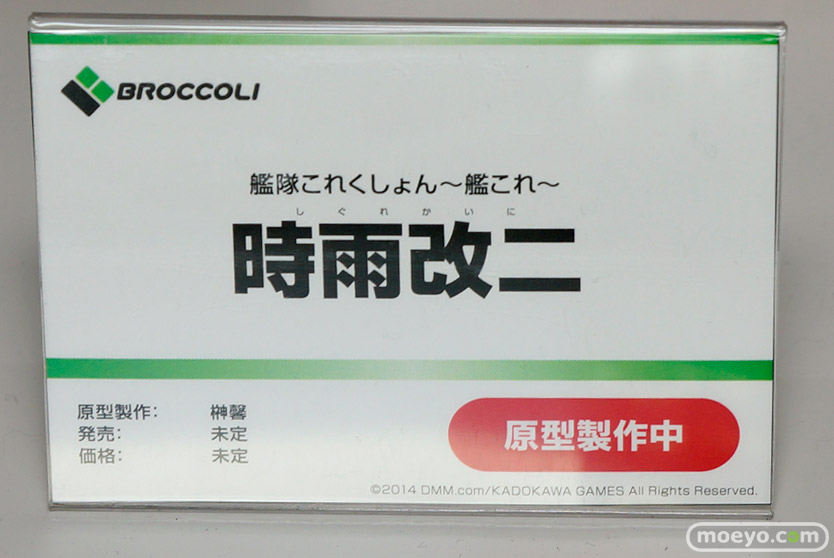 BROCCOLI
艦隊これくしょん～艦これ～
しぐれかいに
時雨改二
原型製作： 榊馨
発売： 未定
価格： 未定
原型製作中
©2014 DMM.com/KADOKAWA GAMES All Rights Reserved.
moeyo.com